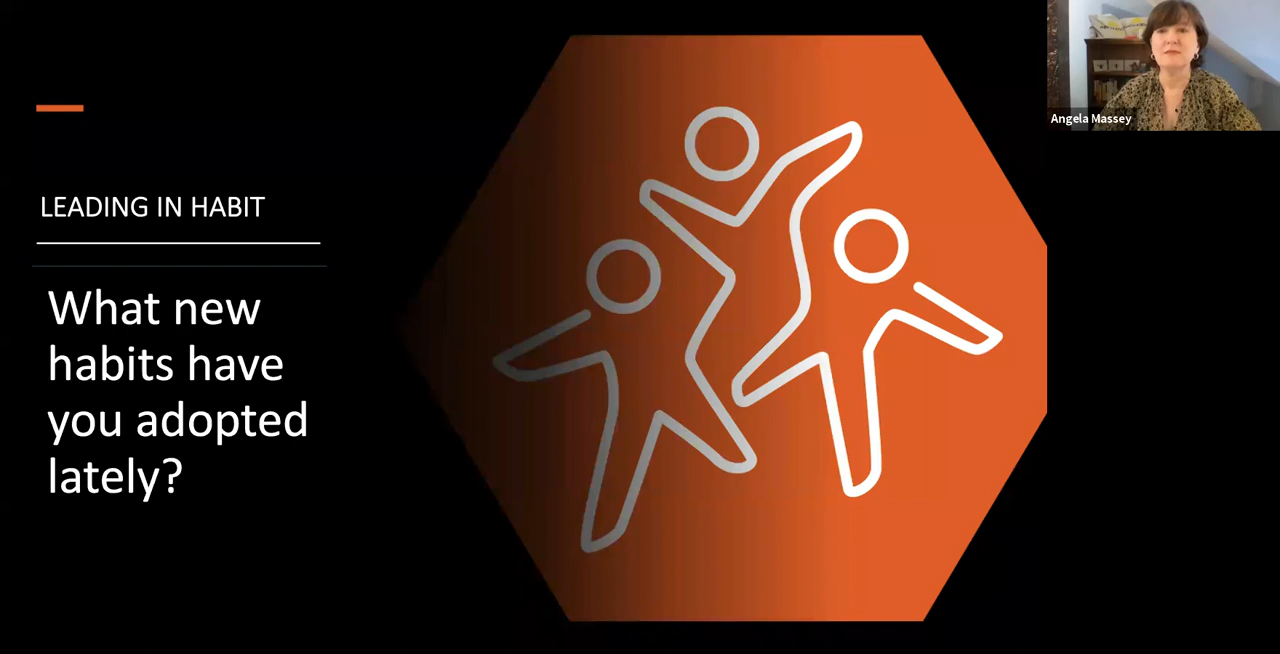 LEADING IN HABIT
What new
habits have
you adopted
lately?
Angela Massey